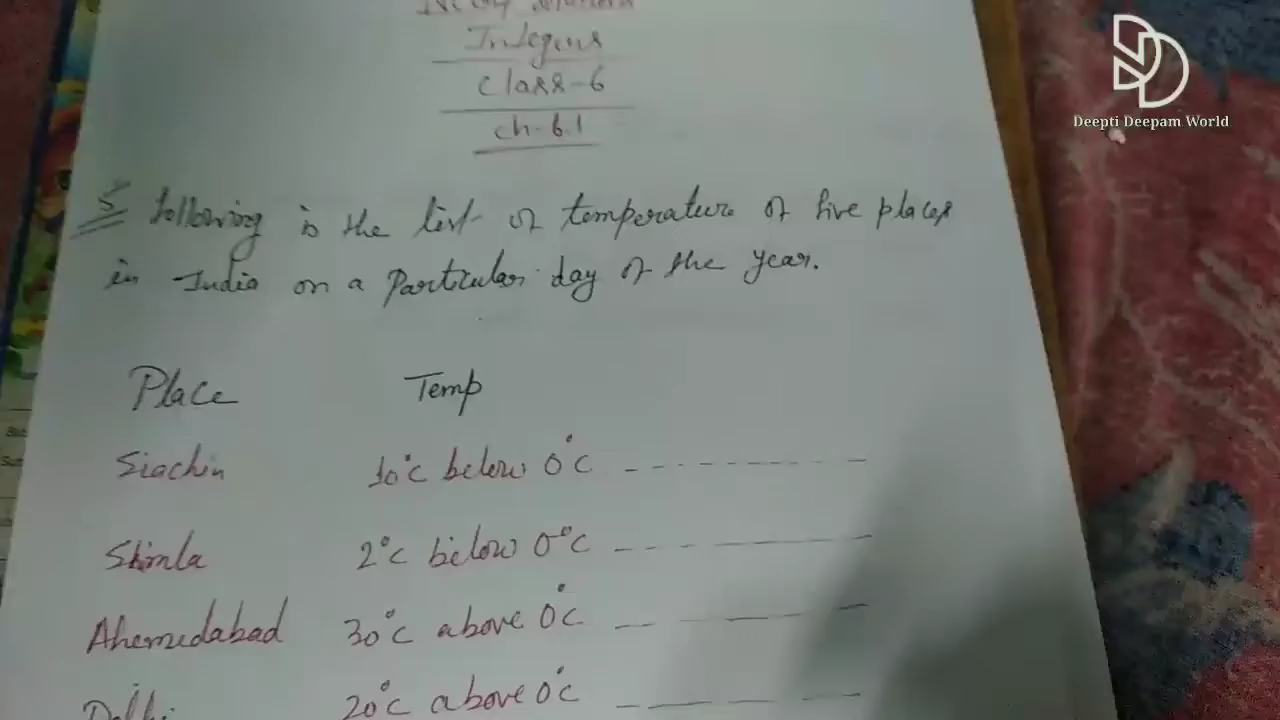 Integers
Class-6
Ch-6.1
Deepti Deepam World
5 following is the list of temperature of five places
in India on a Particular day of the year.
Place Temp
Siachin 10°C below 0°C - - - - - - - - -
Shimla 2°C below 0°C - - - - - - - - -
Ahemedabad 30°C above 0°C - - - - - - -
Delhi 20°C above 0°C - - - - - - -